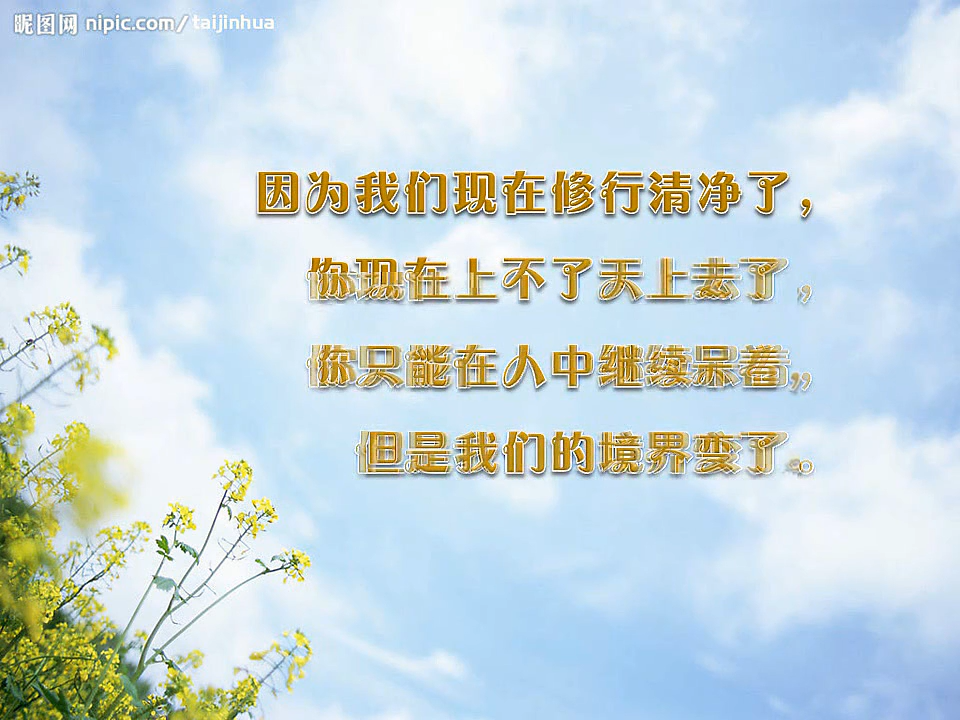 昵图网 nipic.com/taijinhua
因为我们现在修行清净了，
你现在上不了天上去了，
你只能在人中继续呆着，
但是我们的境界变了。